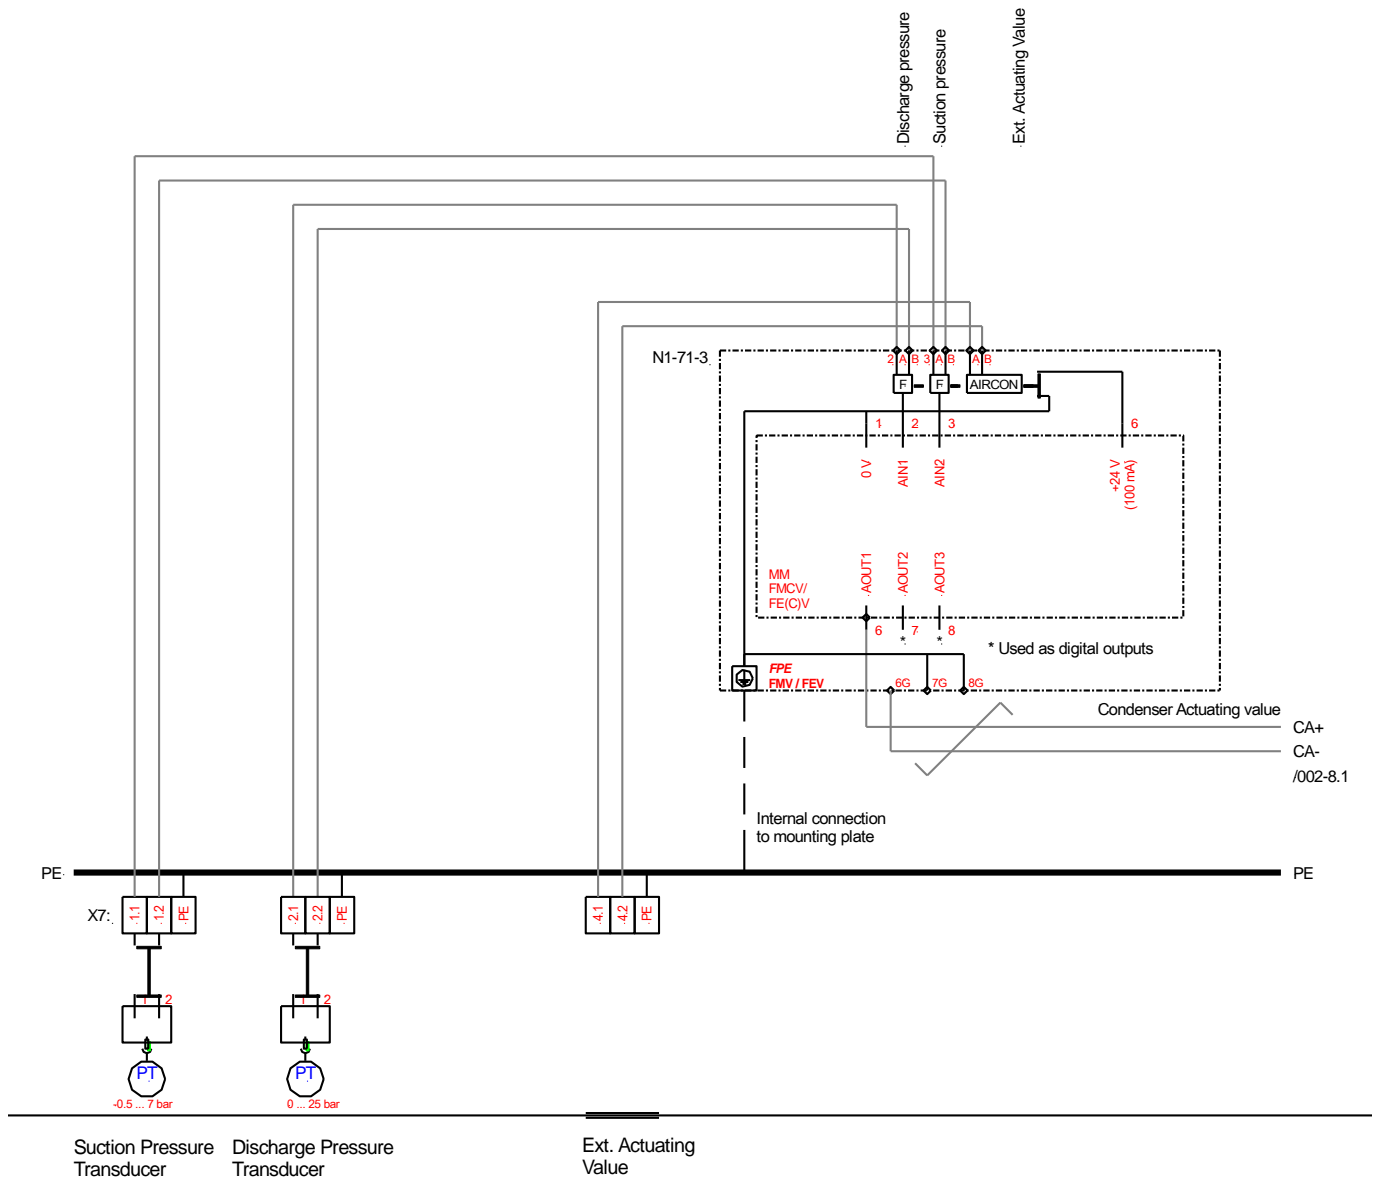 Discharge pressure
Suction pressure
Ext. Actuating Value
N1-71-3
2 A B 3 A B A B
F F AIRCON
1 2 3 6
0 V
AIN1
AIN2
+24 V
(100 mA)
AOUT1
AOUT2
AOUT3
MM
FMCV/
FE(C)V
6 * 7 * 8
* Used as digital outputs
FPE
FMV / FEV
6G 7G 8G
Condenser Actuating value
CA+
CA-
/002-8.1
Internal connection
to mounting plate
PE
PE
X7:
1.1 1.2 PE
2.1 2.2 PE
4.1 4.2 PE
1 2
1 2
PT
PT
-0.5 ... 7 bar
0 ... 25 bar
Suction Pressure
Transducer
Discharge Pressure
Transducer
Ext. Actuating
Value